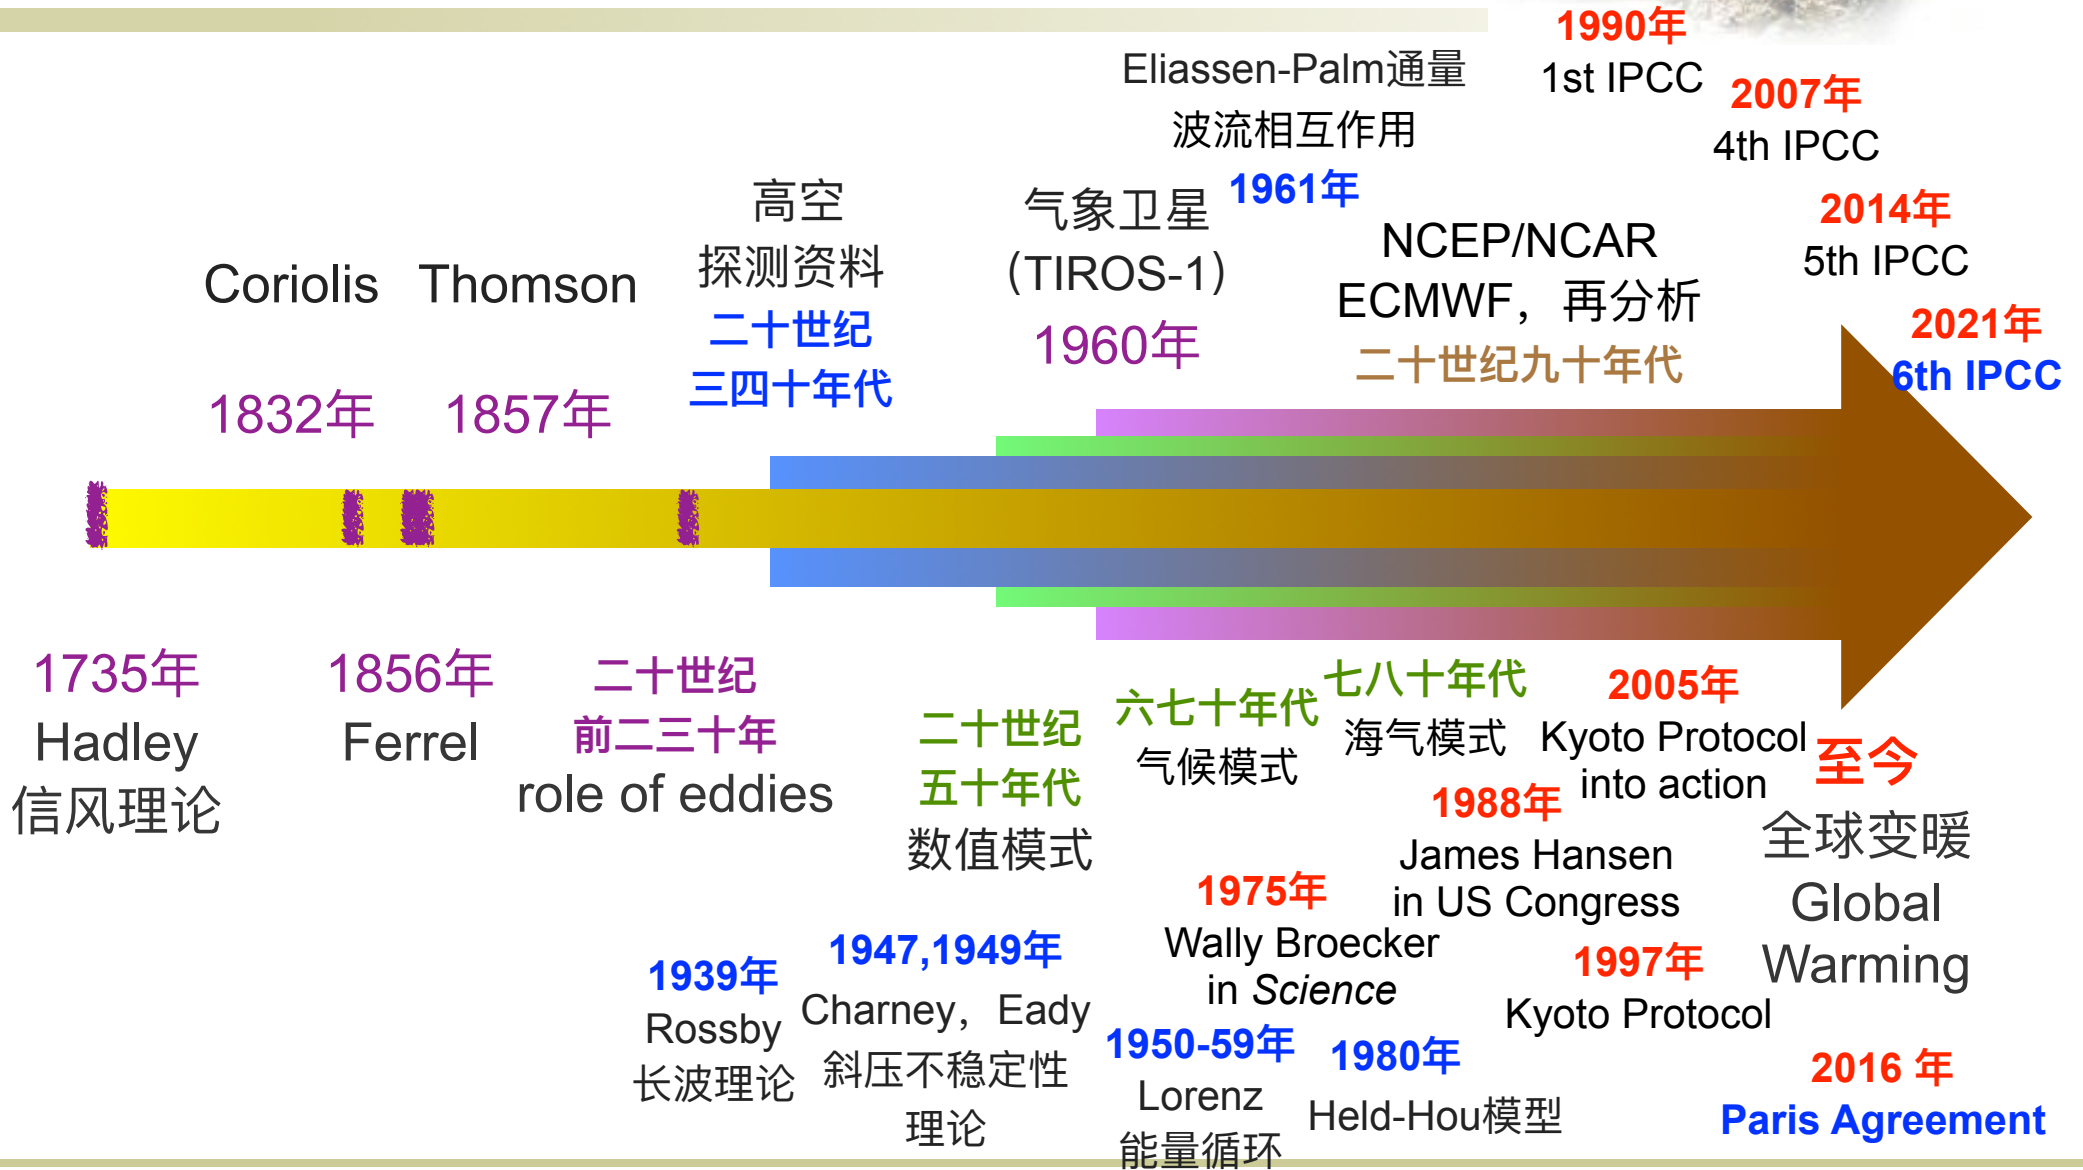 1990年
1st IPCC
Eliassen-Palm通量
波流相互作用
1961年
2007年
4th IPCC
2014年
5th IPCC
2021年
6th IPCC
Coriolis
1832年
Thomson
1857年
高空
探测资料
二十世纪
三四十年代
气象卫星
(TIROS-1)
1960年
NCEP/NCAR
ECMWF，再分析
二十世纪九十年代
1735年
Hadley
信风理论
1856年
Ferrel
二十世纪
前二三十年
role of eddies
二十世纪
五十年代
数值模式
六七十年代
气候模式
七八十年代
海气模式
2005年
Kyoto Protocol
into action
至今
全球变暖
Global
Warming
1988年
James Hansen
in US Congress
1975年
Wally Broecker
in Science
1997年
Kyoto Protocol
1939年
Rossby
长波理论
1947,1949年
Charney，Eady
斜压不稳定性
理论
1950-59年
Lorenz
能量循环
1980年
Held-Hou模型
2016 年
Paris Agreement